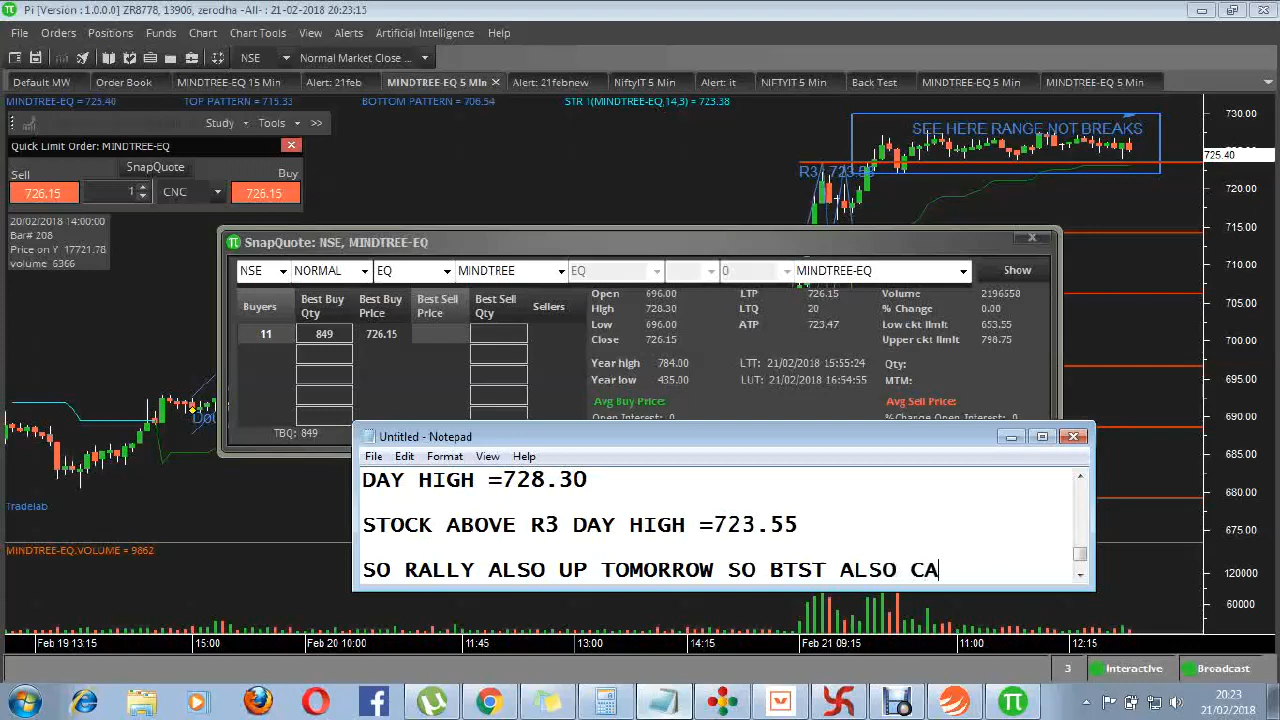 Pi [Version : 1.0.0.0] ZR8778, 13906, zerodha -All- : 21-02-2018 20:23:15
File Orders Positions Funds Chart Chart Tools View Alerts Artificial Intelligence Help
NSE Normal Market Close ...
Default MW Order Book MINDTREE-EQ 15 Min Alert: 21feb MINDTREE-EQ 5 MIn Alert: 21febnew NiftyIT 5 Min Alert: it NIFTYIT 5 Min Back Test MINDTREE-EQ 5 Min MINDTREE-EQ 5 Min
MINDTREE-EQ = 725.40 TOP PATTERN = 715.33 BOTTOM PATTERN = 706.54 STR 1(MINDTREE-EQ,14,3) = 723.38
Study Tools >>
Quick Limit Order: MINDTREE-EQ
SnapQuote
Sell Buy
726.15 1 CNC 726.15
20/02/2018 14:00:00
Bar# 208
Price on Y 17721.78
volume 6366
SEE HERE RANGE NOT BREAKS
R3 / 723.55
730.00
725.40
720.00
715.00
705.00
700.00
695.00
690.00
685.00
680.00
675.00
120000
60000
SnapQuote: NSE, MINDTREE-EQ
NSE NORMAL EQ MINDTREE EQ 0 MINDTREE-EQ Show
Buyers Best Buy Qty Best Buy Price Best Sell Price Best Sell Qty Sellers
11 849 726.15
TBQ: 849
Open 696.00 LTP 726.15 Volume 2196558
High 728.30 LTQ 20 % Change 0.00
Low 696.00 ATP 723.47 Low ckt limit 653.55
Close 726.15 Upper ckt limit 798.75
Year high 784.00 LTT: 21/02/2018 15:55:24 Qty:
Year low 435.00 LUT: 21/02/2018 16:54:55 MTM:
Avg Buy Price: Avg Sell Price:
Open Interest: 0 %Change Open Interest: 0
Untitled - Notepad
File Edit Format View Help
DAY HIGH =728.30
STOCK ABOVE R3 DAY HIGH =723.55
SO RALLY ALSO UP TOMORROW SO BTST ALSO CA
Tradelab
MINDTREE-EQ.VOLUME = 9862
Feb 19 13:15 15:00 Feb 20 10:00 11:45 13:00 14:15 Feb 21 09:15 11:00 12:15
3 Interactive Broadcast
20:23
21/02/2018